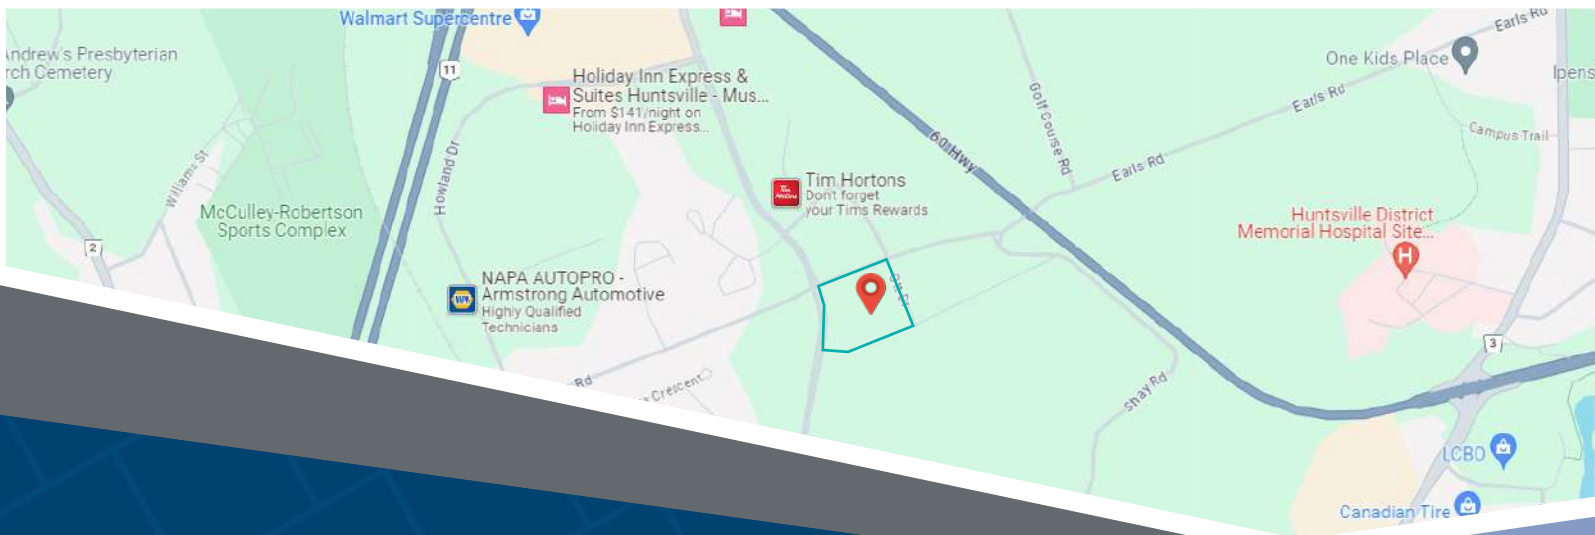 Walmart Supercentre
Earls Rd
ndrew's Presbyterian
rch Cemetery
11
One Kids Place
Ipens
Holiday Inn Express &
Suites Huntsville - Mus...
From $141/night on
Holiday Inn Express...
Golf Course Rd
Earls Rd
Campus Trail
60 Hwy
Howland Dr
Williams St
Earls Rd
Tim Hortons
Don't forget
your Tims Rewards
McCulley-Robertson
Sports Complex
Huntsville District
Memorial Hospital Site...
H
2
NAPA AUTOPRO -
Armstrong Automotive
Highly Qualified
Technicians
3
Rd
Crescent
Shay Rd
LCBO
Canadian Tire